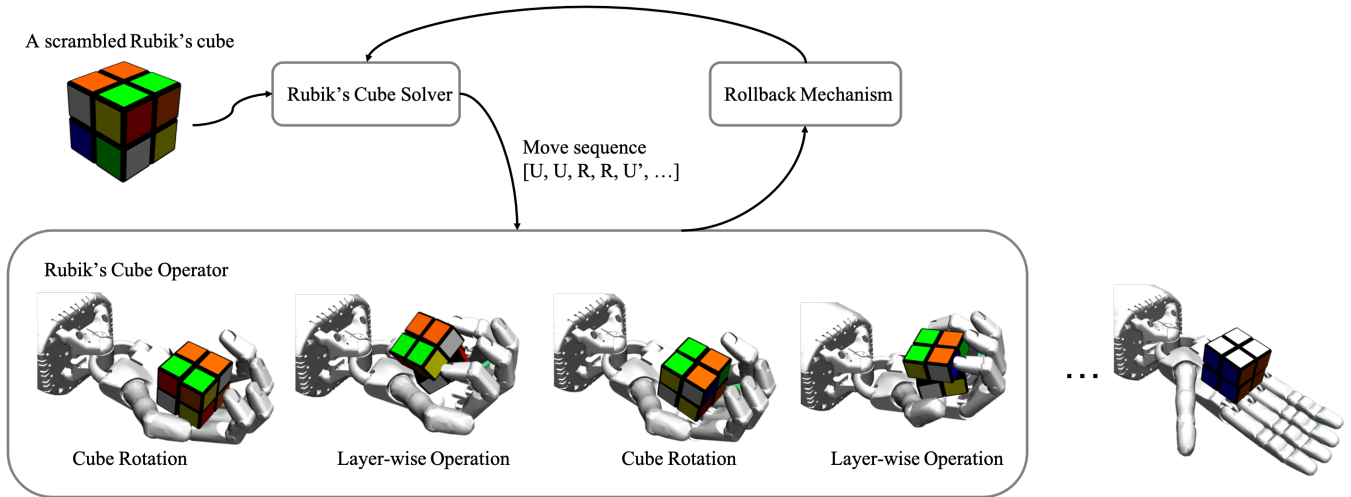 A scrambled Rubik's cube
Rubik's Cube Solver
Rollback Mechanism
Move sequence
[U, U, R, R, U', …]
Rubik's Cube Operator
Cube Rotation
Layer-wise Operation
Cube Rotation
Layer-wise Operation
...